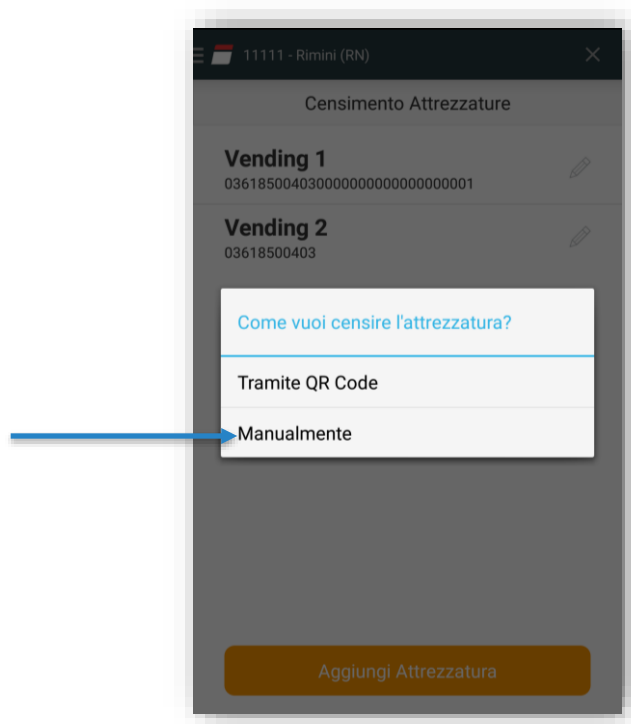 11111 - Rimini (RN)
Censimento Attrezzature
Vending 1
036185004030000000000000000001
Vending 2
03618500403
Come vuoi censire l'attrezzatura?
Tramite QR Code
Manualmente
Aggiungi Attrezzatura